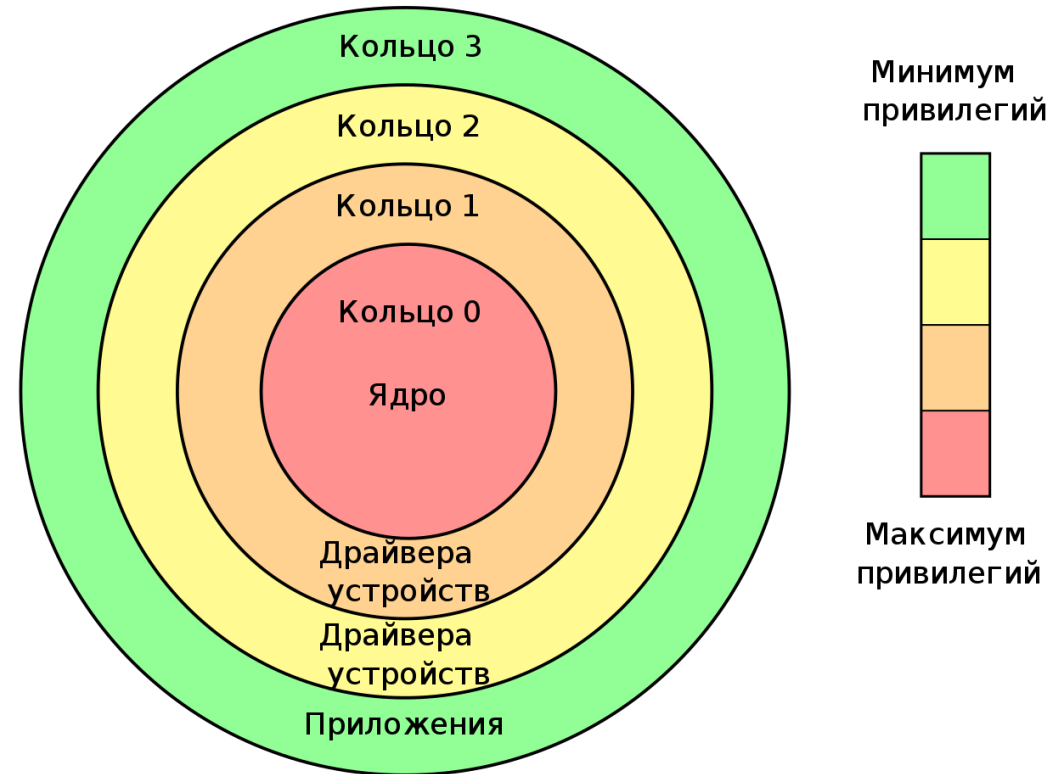 Кольцо 3
Кольцо 2
Кольцо 1
Кольцо 0
Ядро
Драйвера
устройств
Драйвера
устройств
Приложения
Минимум
привилегий
Максимум
привилегий